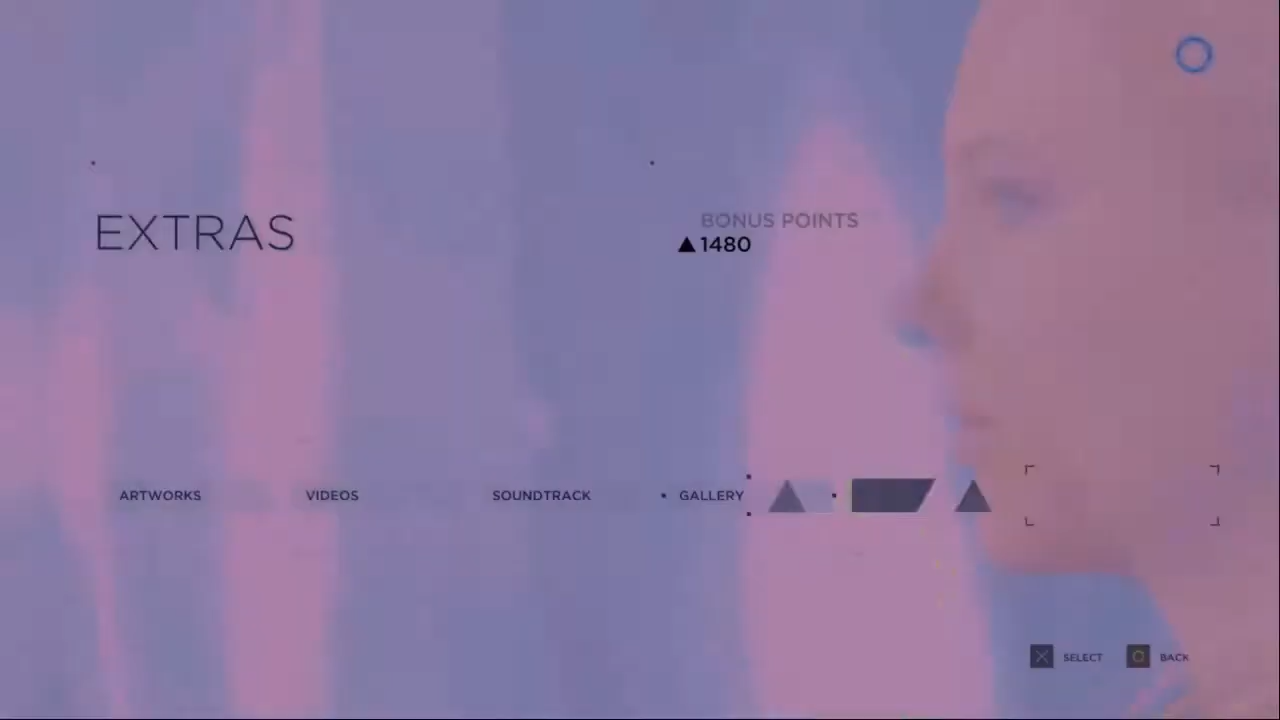 EXTRAS
BONUS POINTS
1480
ARTWORKS
VIDEOS
SOUNDTRACK
GALLERY
SELECT
BACK